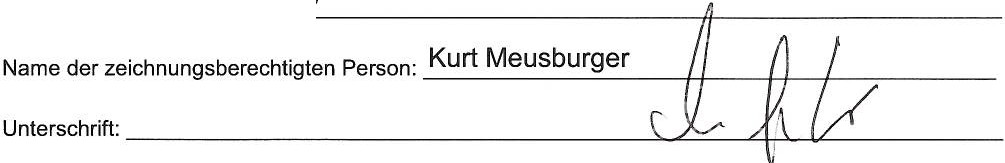 Name der zeichnungsberechtigten Person: Kurt Meusburger
Unterschrift: